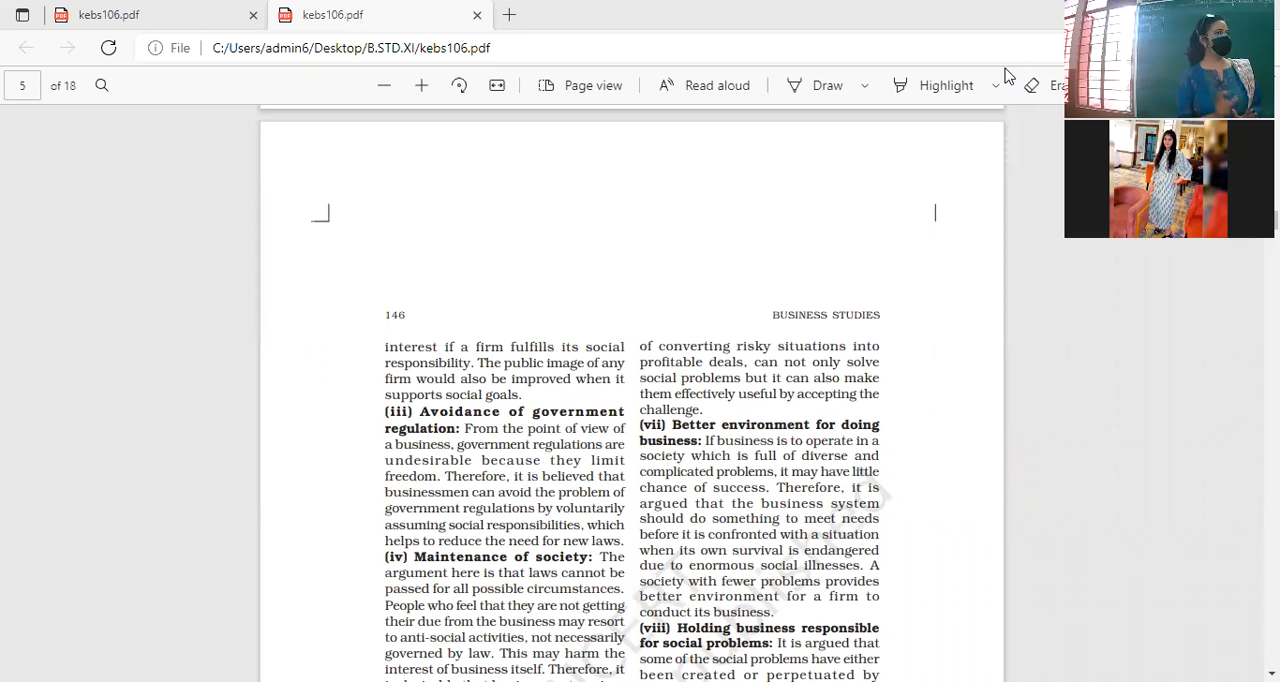 kebs106.pdf
kebs106.pdf
File
C:/Users/admin6/Desktop/B.STD.XI/kebs106.pdf
5
of 18
Page view
Read aloud
Draw
Highlight
146
BUSINESS STUDIES
interest if a firm fulfills its social
responsibility. The public image of any
firm would also be improved when it
supports social goals.
(iii) Avoidance of government
regulation: From the point of view of
a business, government regulations are
undesirable because they limit
freedom. Therefore, it is believed that
businessmen can avoid the problem of
government regulations by voluntarily
assuming social responsibilities, which
helps to reduce the need for new laws.
(iv) Maintenance of society: The
argument here is that laws cannot be
passed for all possible circumstances.
People who feel that they are not getting
their due from the business may resort
to anti-social activities, not necessarily
governed by law. This may harm the
interest of business itself. Therefore, it
of converting risky situations into
profitable deals, can not only solve
social problems but it can also make
them effectively useful by accepting the
challenge.
(vii) Better environment for doing
business: If business is to operate in a
society which is full of diverse and
complicated problems, it may have little
chance of success. Therefore, it is
argued that the business system
should do something to meet needs
before it is confronted with a situation
when its own survival is endangered
due to enormous social illnesses. A
society with fewer problems provides
better environment for a firm to
conduct its business.
(viii) Holding business responsible
for social problems: It is argued that
some of the social problems have either
been created or perpetuated by